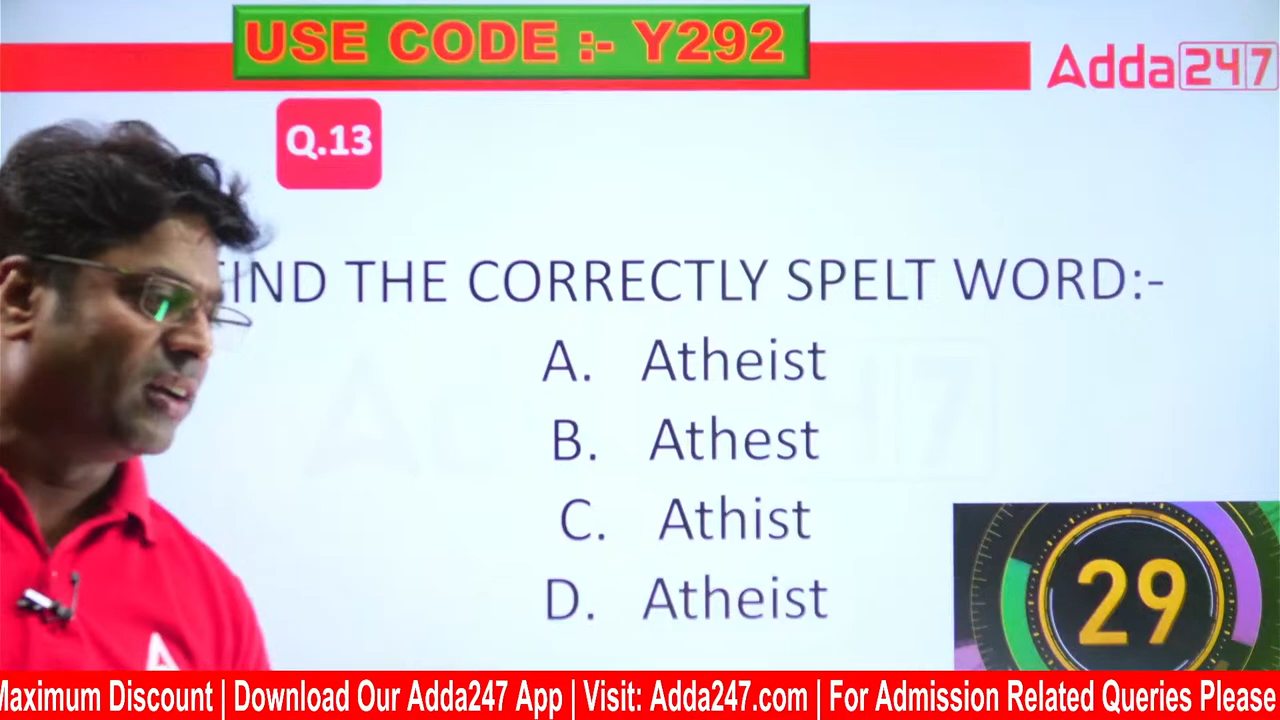 USE CODE :- Y292
Adda247
Q.13
FIND THE CORRECTLY SPELT WORD:-
A. Atheist
B. Athest
C. Athist
D. Atheist
29
Maximum Discount | Download Our Adda247 App | Visit: Adda247.com | For Admission Related Queries Please